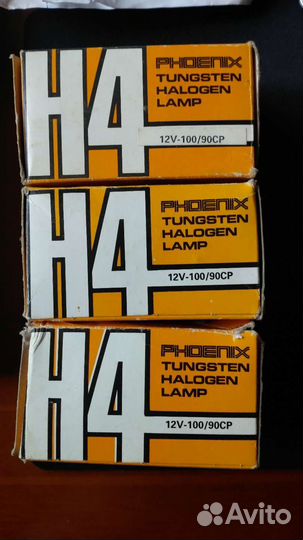 H4
PHOENIX
TUNGSTEN
HALOGEN
LAMP
12V-100/90CP
H4
PHOENIX
TUNGSTEN
HALOGEN
LAMP
12V-100/90CP
H4
PHOENIX
TUNGSTEN
HALOGEN
LAMP
12V-100/90CP
Avito